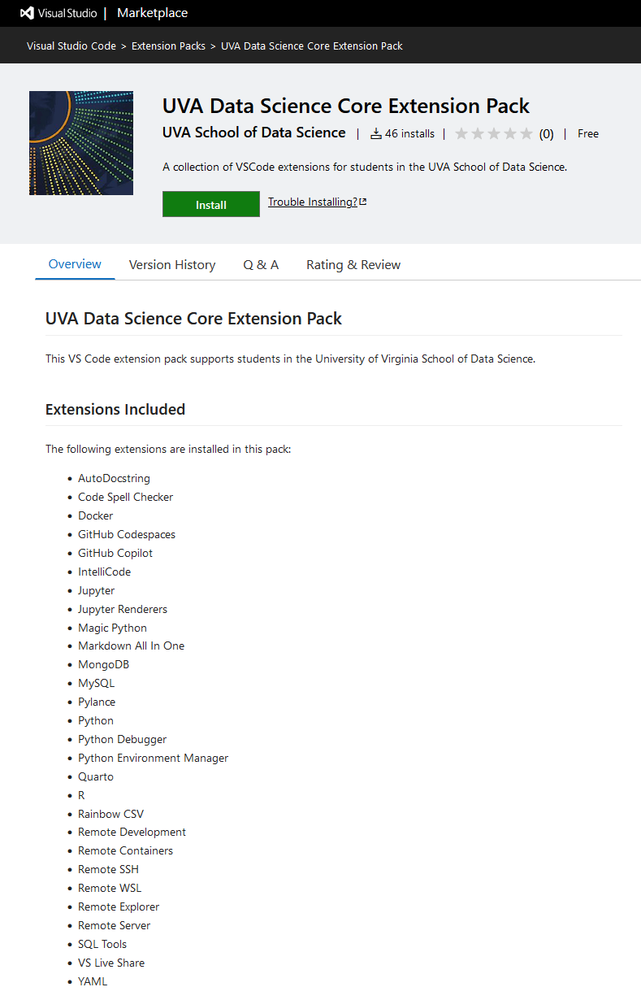 Visual Studio | Marketplace
Visual Studio Code > Extension Packs > UVA Data Science Core Extension Pack
UVA Data Science Core Extension Pack
UVA School of Data Science | 46 installs | (0) | Free
A collection of VSCode extensions for students in the UVA School of Data Science.
Install Trouble Installing?
Overview Version History Q & A Rating & Review
UVA Data Science Core Extension Pack
This VS Code extension pack supports students in the University of Virginia School of Data Science.
Extensions Included
The following extensions are installed in this pack:
• AutoDocstring
• Code Spell Checker
• Docker
• GitHub Codespaces
• GitHub Copilot
• IntelliCode
• Jupyter
• Jupyter Renderers
• Magic Python
• Markdown All In One
• MongoDB
• MySQL
• Pylance
• Python
• Python Debugger
• Python Environment Manager
• Quarto
• R
• Rainbow CSV
• Remote Development
• Remote Containers
• Remote SSH
• Remote WSL
• Remote Explorer
• Remote Server
• SQL Tools
• VS Live Share
• YAML